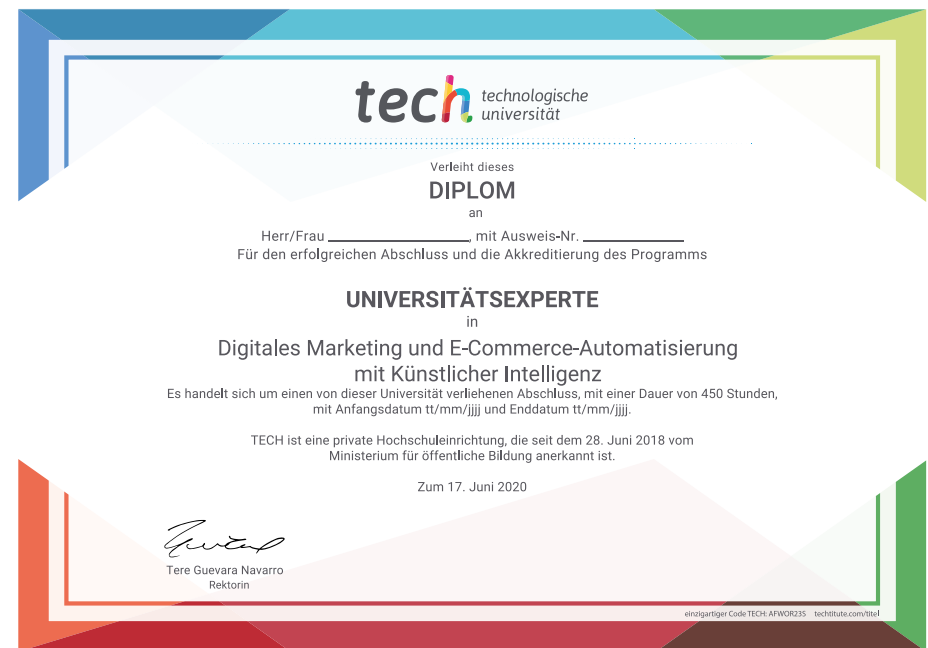 tech technologische
universität
Verleiht dieses
DIPLOM
an
Herr/Frau ____________________, mit Ausweis-Nr. ______________
Für den erfolgreichen Abschluss und die Akkreditierung des Programms
UNIVERSITÄTSEXPERTE
in
Digitales Marketing und E-Commerce-Automatisierung
mit Künstlicher Intelligenz
Es handelt sich um einen von dieser Universität verliehenen Abschluss, mit einer Dauer von 450 Stunden,
mit Anfangsdatum tt/mm/jjjj und Enddatum tt/mm/jjjj.
TECH ist eine private Hochschuleinrichtung, die seit dem 28. Juni 2018 vom
Ministerium für öffentliche Bildung anerkannt ist.
Zum 17. Juni 2020
Tere Guevara Navarro
Rektorin
einzigartiger Code TECH: AFWOR23S techtitute.com/titel